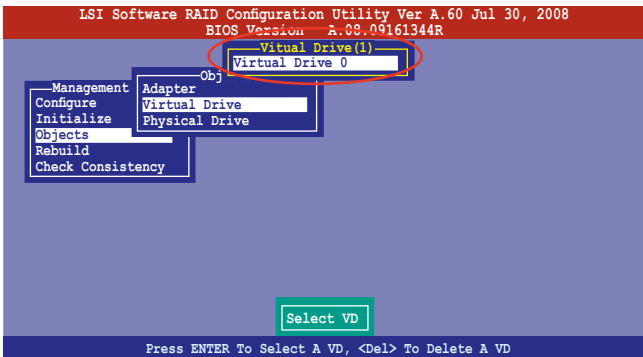 LSI Software RAID Configuration Utility Ver A.60 Jul 30, 2008
BIOS Version   A.08.09161344R
Vitual Drive(1)
Virtual Drive 0
Obj
Adapter
Virtual Drive
Physical Drive
Management
Configure
Initialize
Objects
Rebuild
Check Consistency
Select VD
Press ENTER To Select A VD, <Del> To Delete A VD